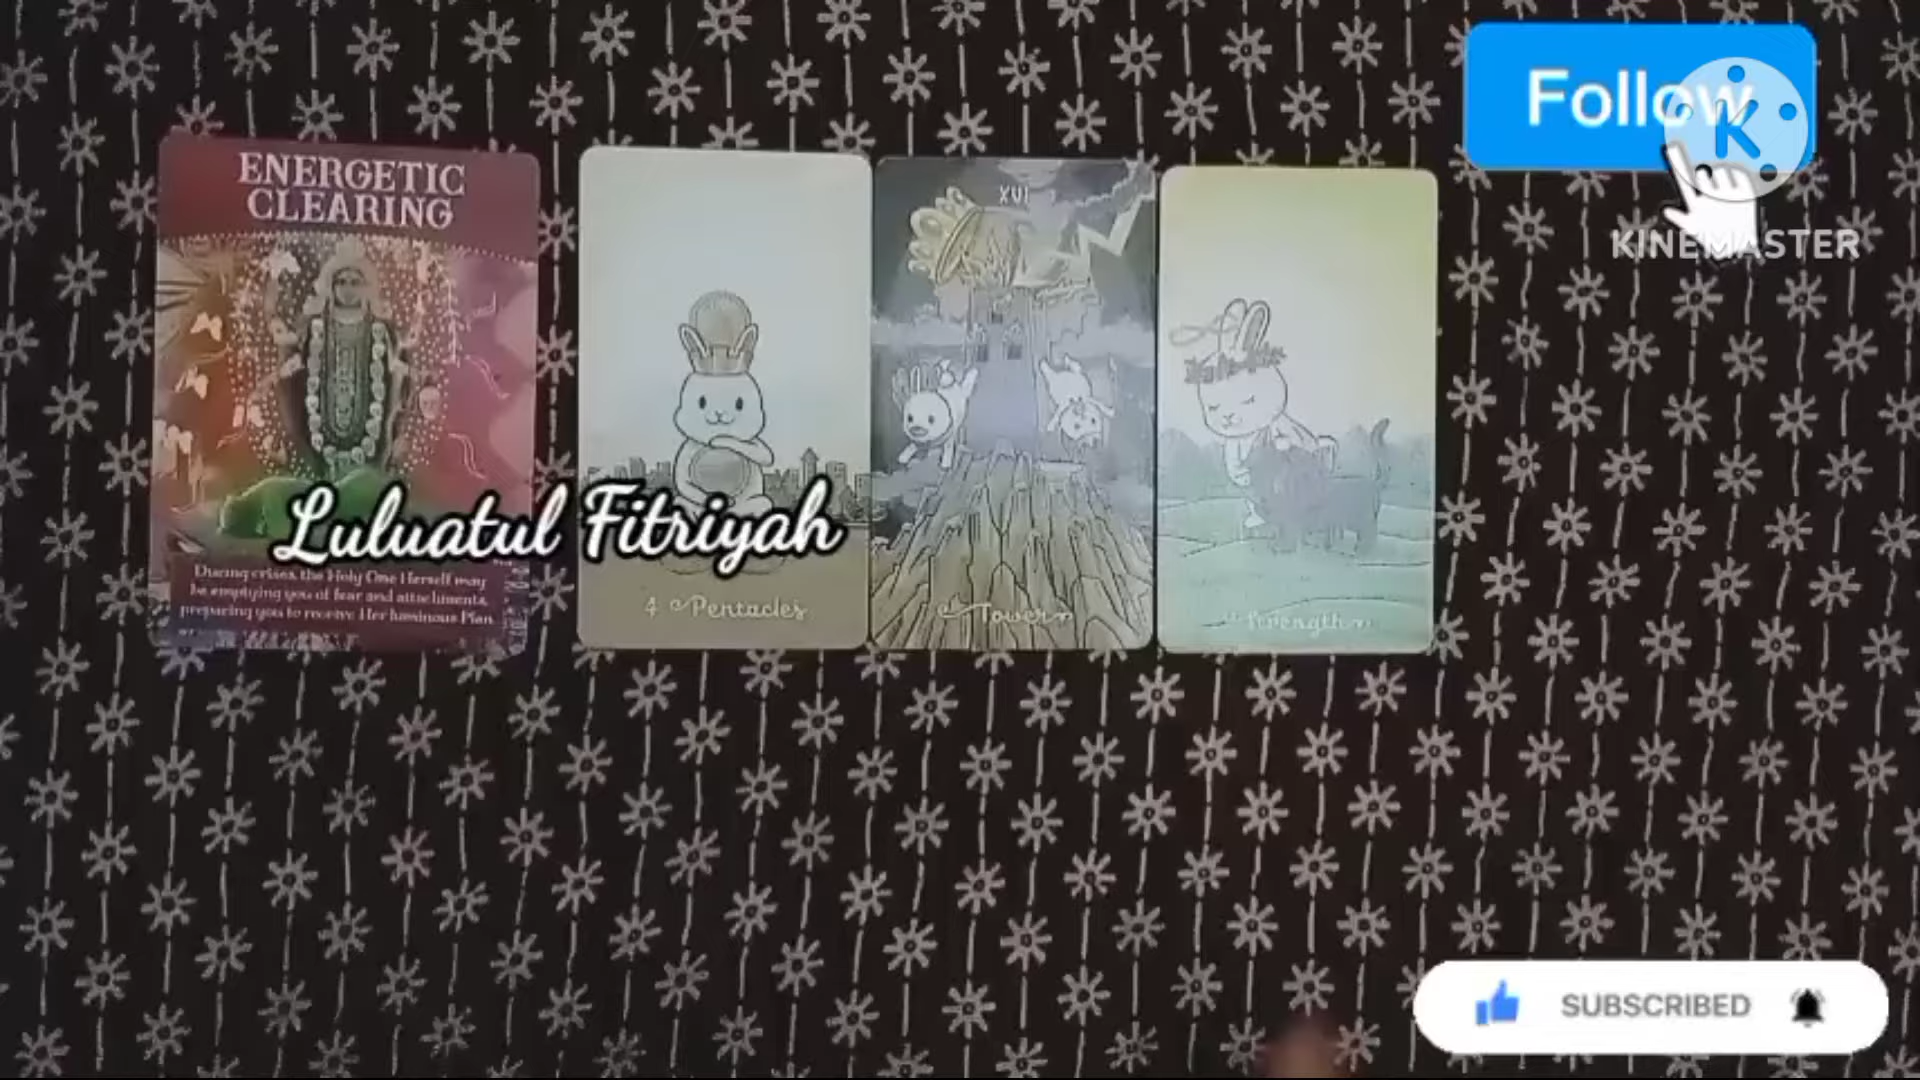 ENERGETIC
CLEARING
During crises, the Holy One Herself may
be emptying you of fear and attachments,
preparing you to receive Her luminous Plan
4 Pentacles
XVI
Tower
Strength
Luluatul Fitriyah
Follow
K
KINEMASTER
SUBSCRIBED